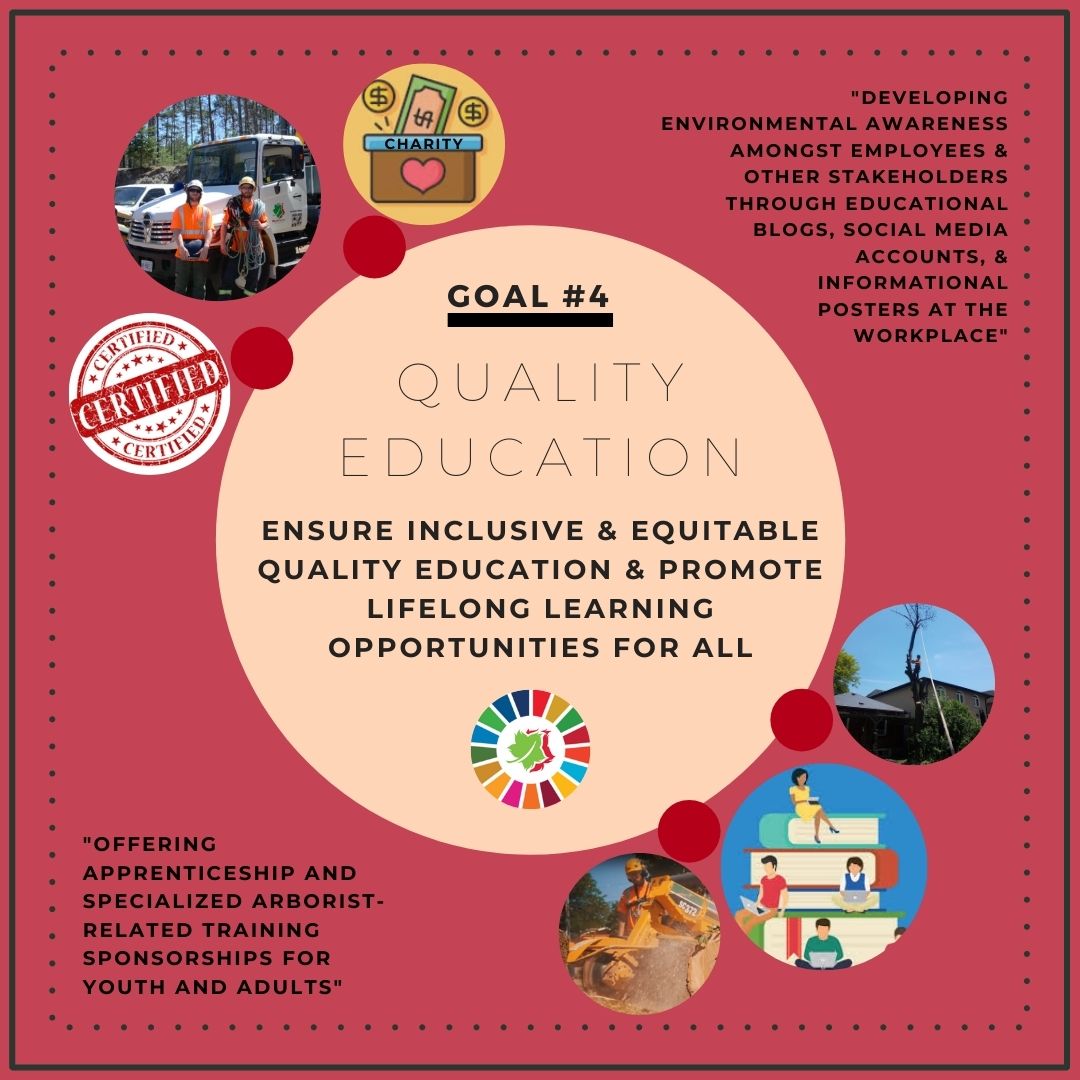 CHARITY
"DEVELOPING
ENVIRONMENTAL AWARENESS
AMONGST EMPLOYEES &
OTHER STAKEHOLDERS
THROUGH EDUCATIONAL
BLOGS, SOCIAL MEDIA
ACCOUNTS, &
INFORMATIONAL
POSTERS AT THE
WORKPLACE"
GOAL #4
CERTIFIED
CERTIFIED
CERTIFIED
QUALITY
EDUCATION
ENSURE INCLUSIVE & EQUITABLE
QUALITY EDUCATION & PROMOTE
LIFELONG LEARNING
OPPORTUNITIES FOR ALL
"OFFERING
APPRENTICESHIP AND
SPECIALIZED ARBORIST-
RELATED TRAINING
SPONSORSHIPS FOR
YOUTH AND ADULTS"
SC372